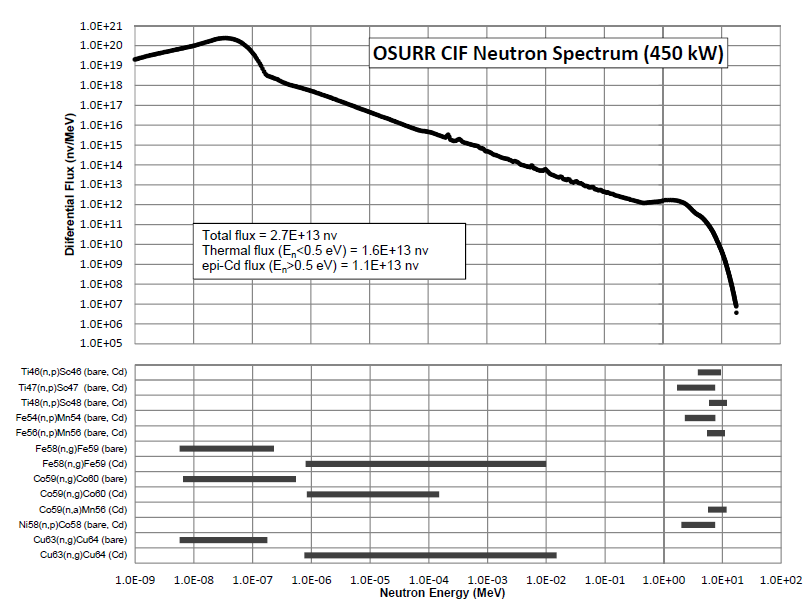 OSURR CIF Neutron Spectrum (450 kW)
1.0E+21
1.0E+20
1.0E+19
1.0E+18
1.0E+17
1.0E+16
1.0E+15
1.0E+14
1.0E+13
1.0E+12
1.0E+11
1.0E+10
1.0E+09
1.0E+08
1.0E+07
1.0E+06
1.0E+05
Diifferential Flux (nv/MeV)
Total flux = 2.7E+13 nv
Thermal flux (En<0.5 eV) = 1.6E+13 nv
epi-Cd flux (En>0.5 eV) = 1.1E+13 nv
Ti46(n,p)Sc46 (bare, Cd)
Ti47(n,p)Sc47 (bare, Cd)
Ti48(n,p)Sc48 (bare, Cd)
Fe54(n,p)Mn54 (bare, Cd)
Fe56(n,p)Mn56 (bare, Cd)
Fe58(n,g)Fe59 (bare)
Fe58(n,g)Fe59 (Cd)
Co59(n,g)Co60 (bare)
Co59(n,g)Co60 (Cd)
Co59(n,a)Mn56 (Cd)
Ni58(n,p)Co58 (bare, Cd)
Cu63(n,g)Cu64 (bare)
Cu63(n,g)Cu64 (Cd)
1.0E-09 1.0E-08 1.0E-07 1.0E-06 1.0E-05 1.0E-04 1.0E-03 1.0E-02 1.0E-01 1.0E+00 1.0E+01 1.0E+02
Neutron Energy (MeV)